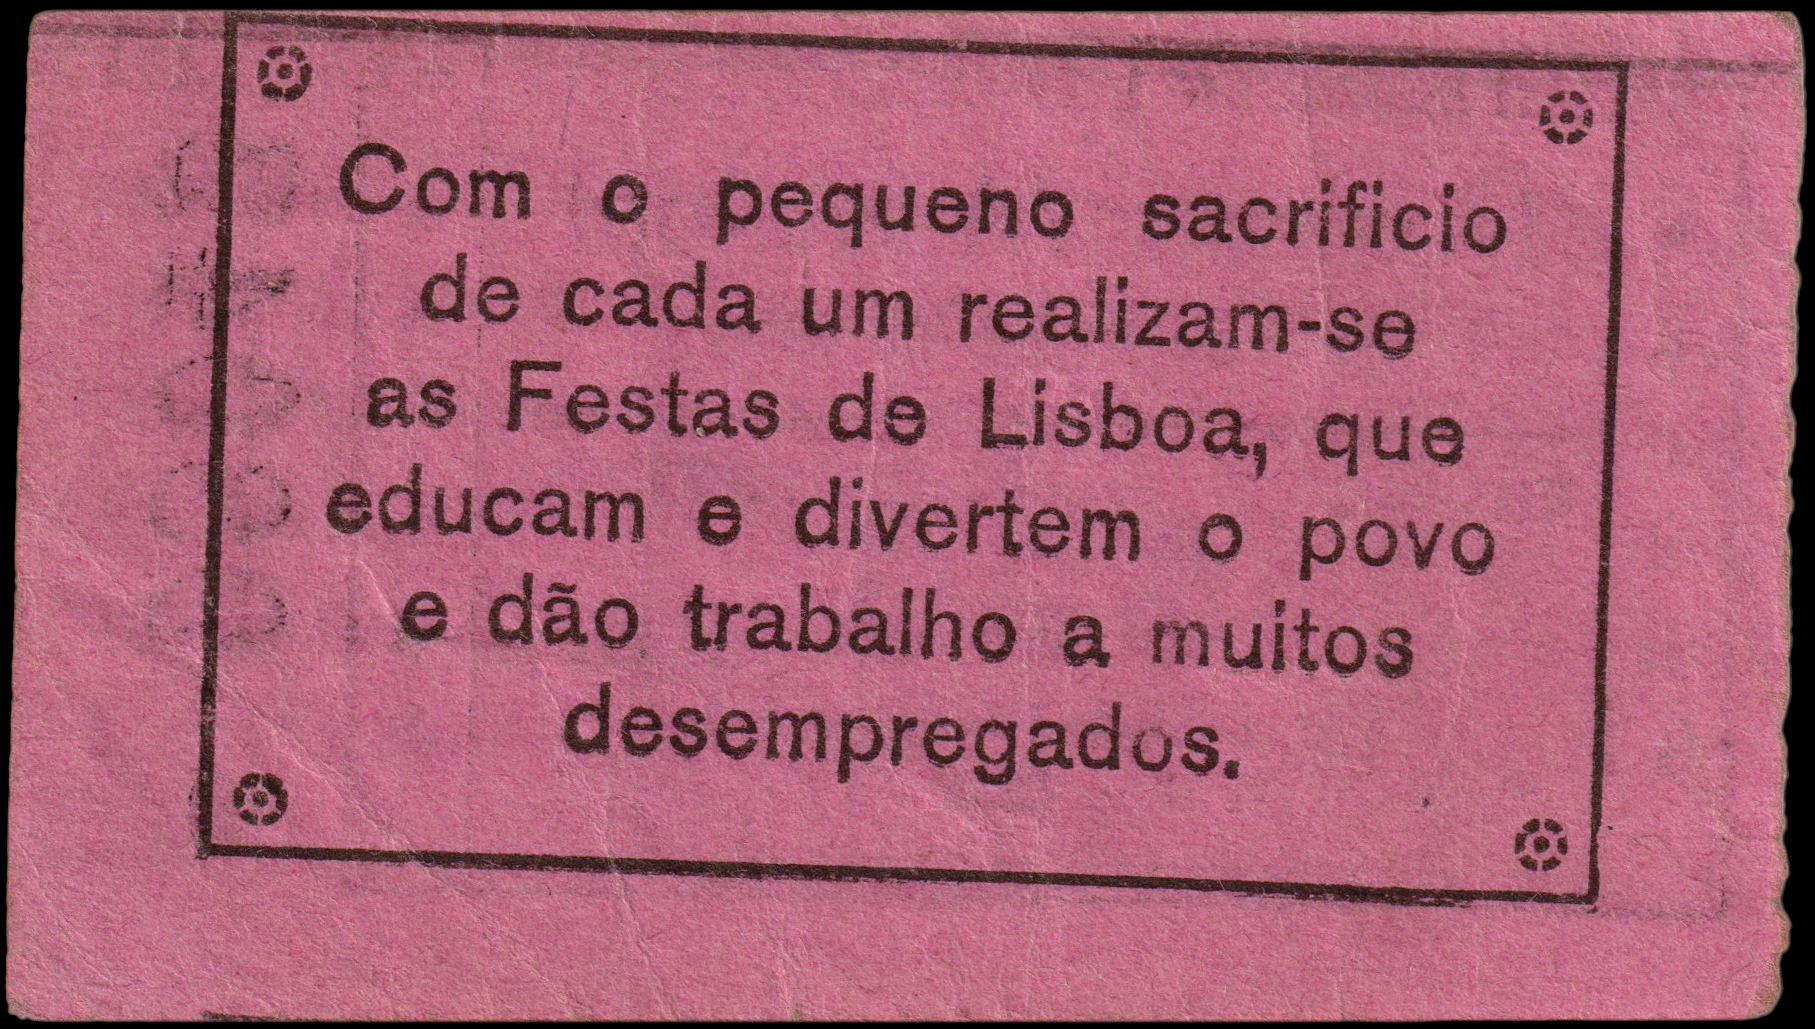 Com o pequeno sacrificio
de cada um realizam-se
as Festas de Lisboa, que
educam e divertem o povo
e dão trabalho a muitos
desempregados.